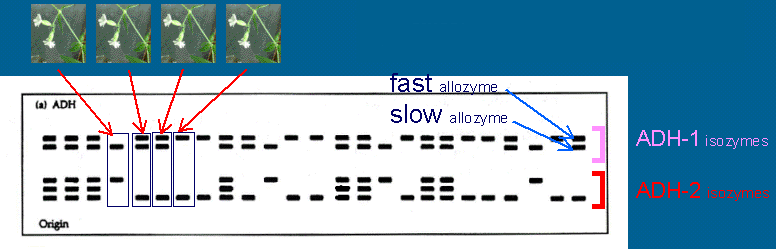 fast allozyme
(a) ADH
slow allozyme
ADH-1 isozymes
ADH-2 isozymes
Origin